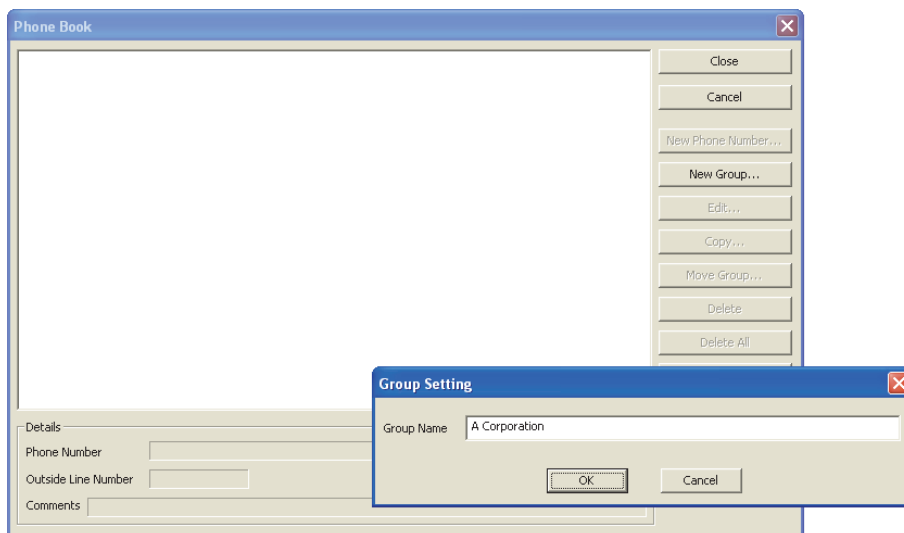 Phone Book
Close
Cancel
New Phone Number...
New Group...
Edit...
Copy...
Move Group...
Delete
Delete All
Group Setting
Group Name A Corporation
OK Cancel
Details
Phone Number
Outside Line Number
Comments